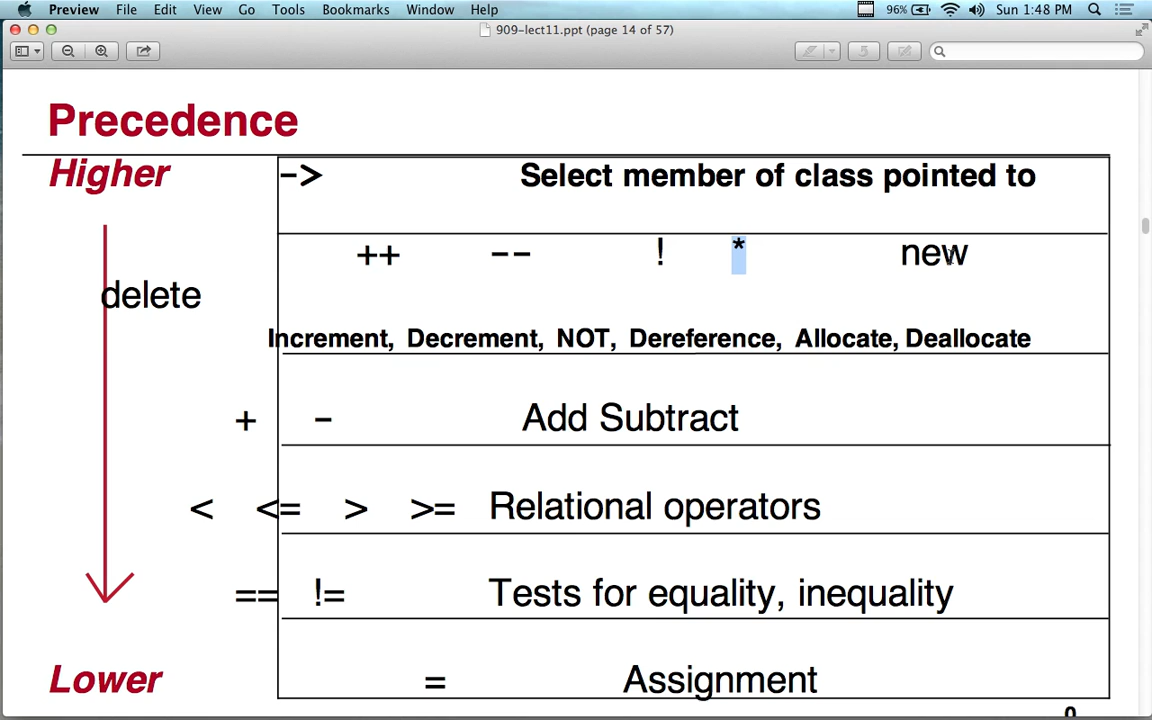 Preview File Edit View Go Tools Bookmarks Window Help 96% Sun 1:48 PM
909-lect11.ppt (page 14 of 57)
Precedence
Higher -> Select member of class pointed to
++ -- ! * new
delete
Increment, Decrement, NOT, Dereference, Allocate, Deallocate
+ - Add Subtract
< <= > >= Relational operators
== != Tests for equality, inequality
Lower = Assignment